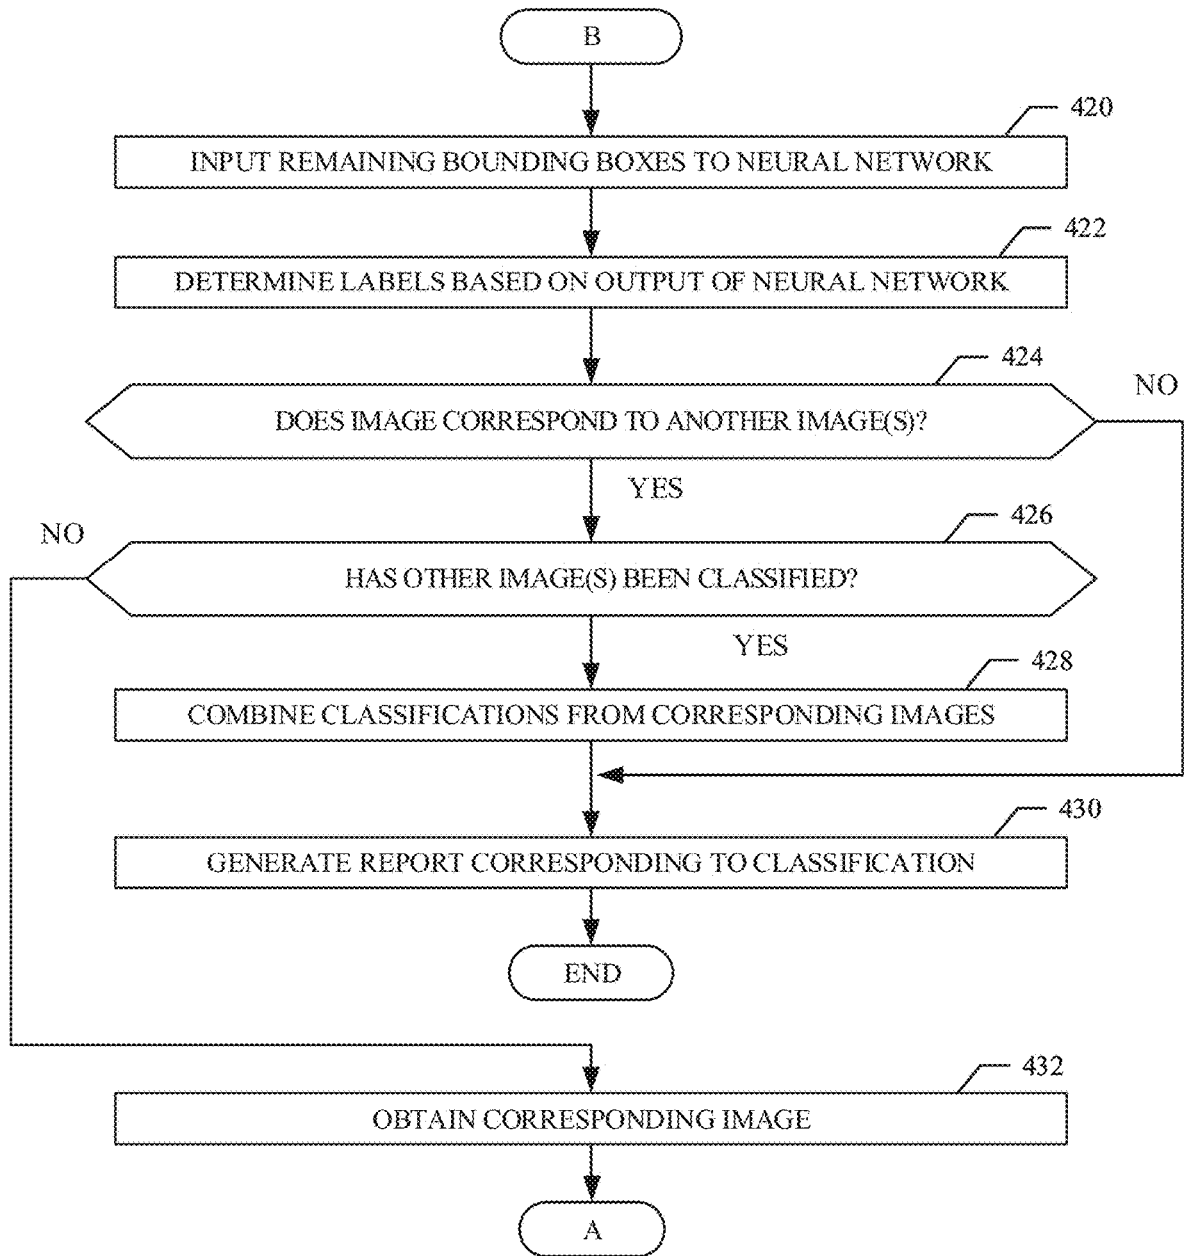 B
420
INPUT REMAINING BOUNDING BOXES TO NEURAL NETWORK
422
DETERMINE LABELS BASED ON OUTPUT OF NEURAL NETWORK
424
NO
DOES IMAGE CORRESPOND TO ANOTHER IMAGE(S)?
YES
NO
426
HAS OTHER IMAGE(S) BEEN CLASSIFIED?
YES
428
COMBINE CLASSIFICATIONS FROM CORRESPONDING IMAGES
430
GENERATE REPORT CORRESPONDING TO CLASSIFICATION
END
432
OBTAIN CORRESPONDING IMAGE
A